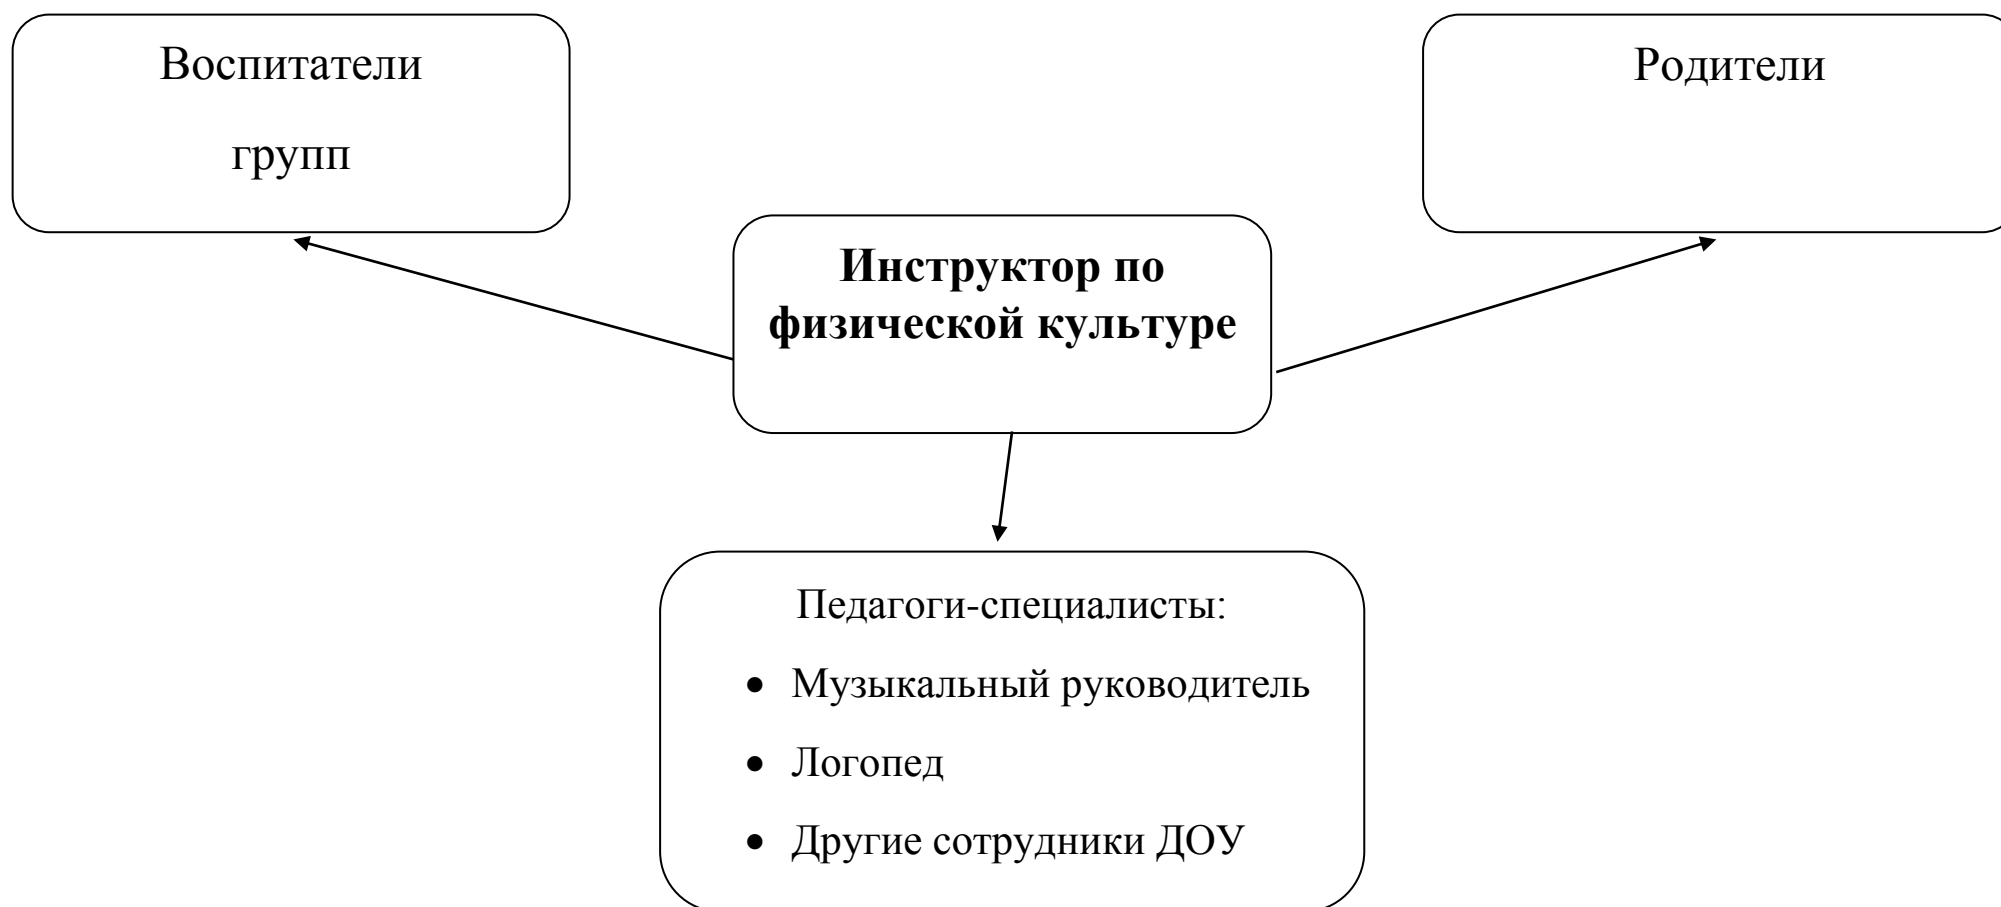 Воспитатели
групп
Родители
Инструктор по
физической культуре
Педагоги-специалисты:
• Музыкальный руководитель
• Логопед
• Другие сотрудники ДОУ